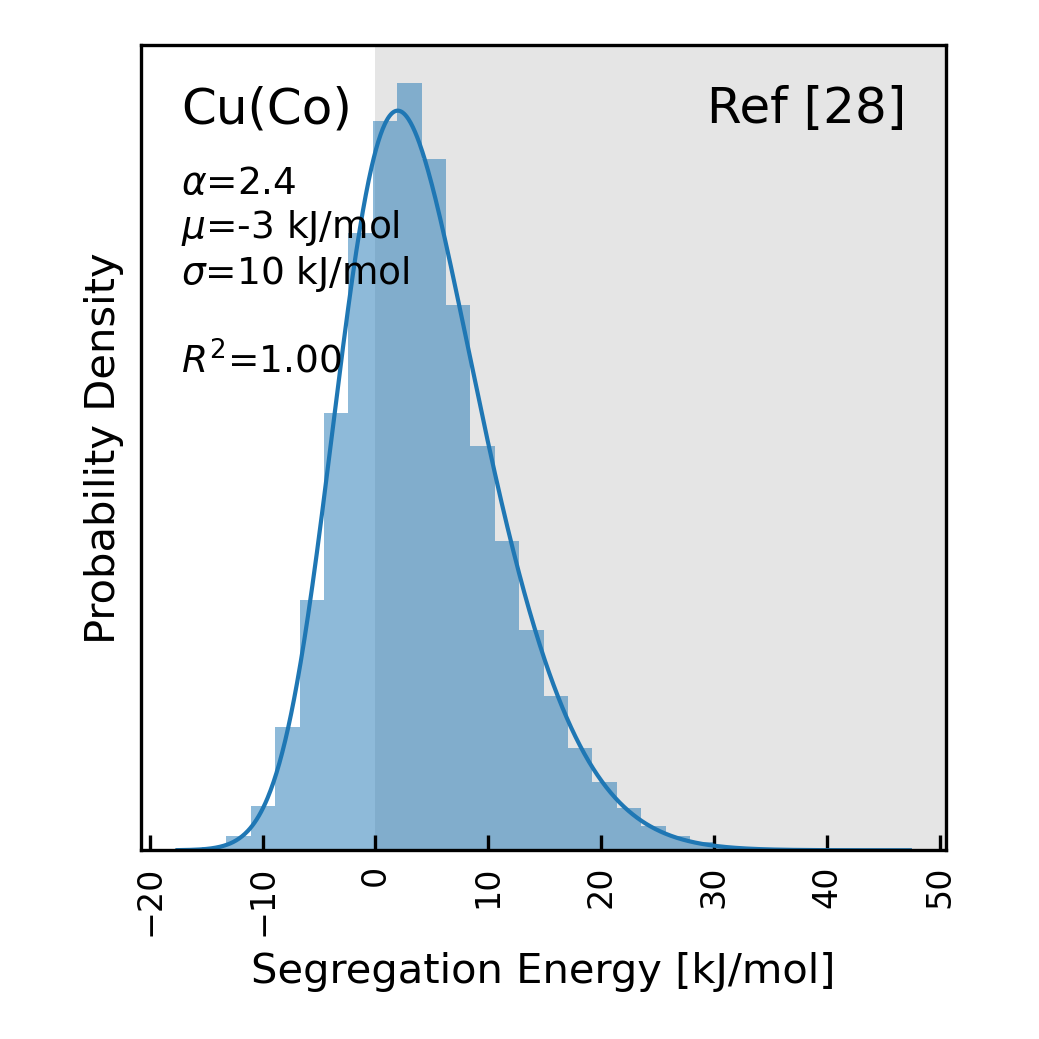 Cu(Co)
Ref [28]
α=2.4
μ=-3 kJ/mol
σ=10 kJ/mol
R²=1.00
Probability Density
−20
−10
0
10
20
30
40
50
Segregation Energy [kJ/mol]